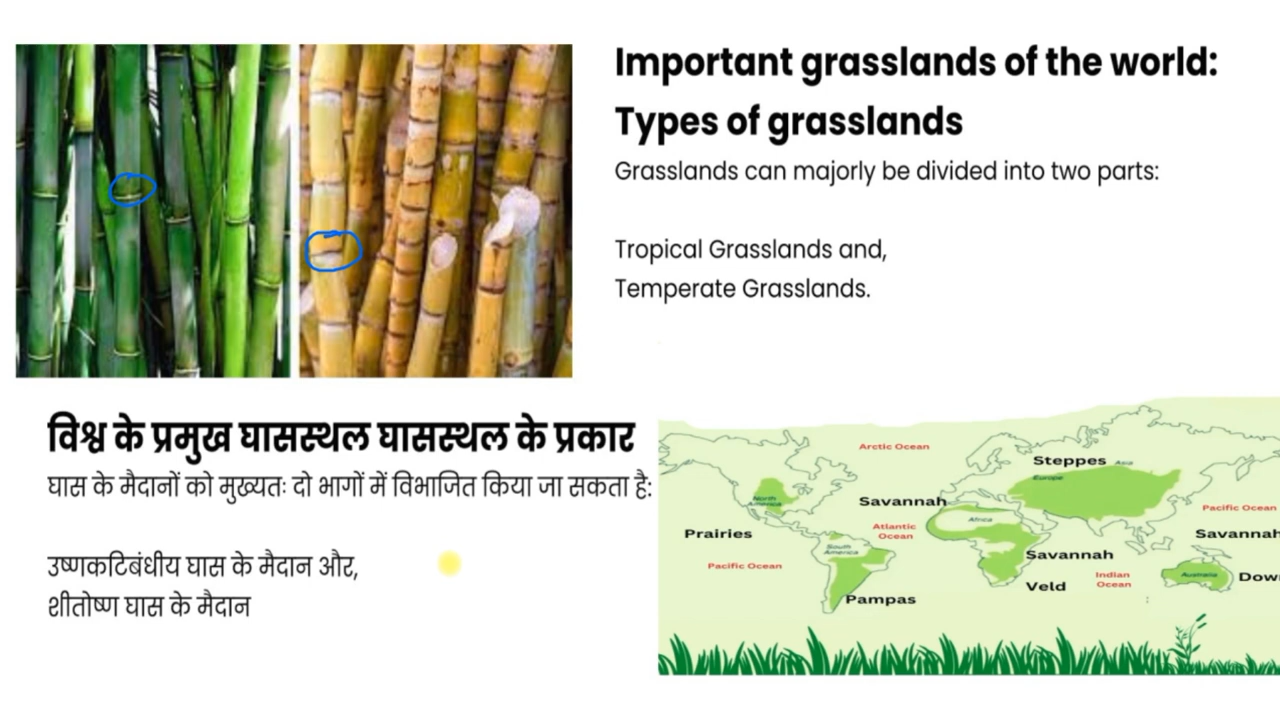 Important grasslands of the world:
Types of grasslands
Grasslands can majorly be divided into two parts:
Tropical Grasslands and,
Temperate Grasslands.
विश्व के प्रमुख घासस्थल घासस्थल के प्रकार
घास के मैदानों को मुख्यतः दो भागों में विभाजित किया जा सकता है:
उष्णकटिबंधीय घास के मैदान और,
शीतोष्ण घास के मैदान
Arctic Ocean
Steppes
Asia
Europe
North
America
Savannah
Pacific Ocean
Atlantic
Ocean
Africa
Prairies
Savannah
South
America
Savannah
Pacific Ocean
Indian
Ocean
Australia
Down
Veld
Pampas